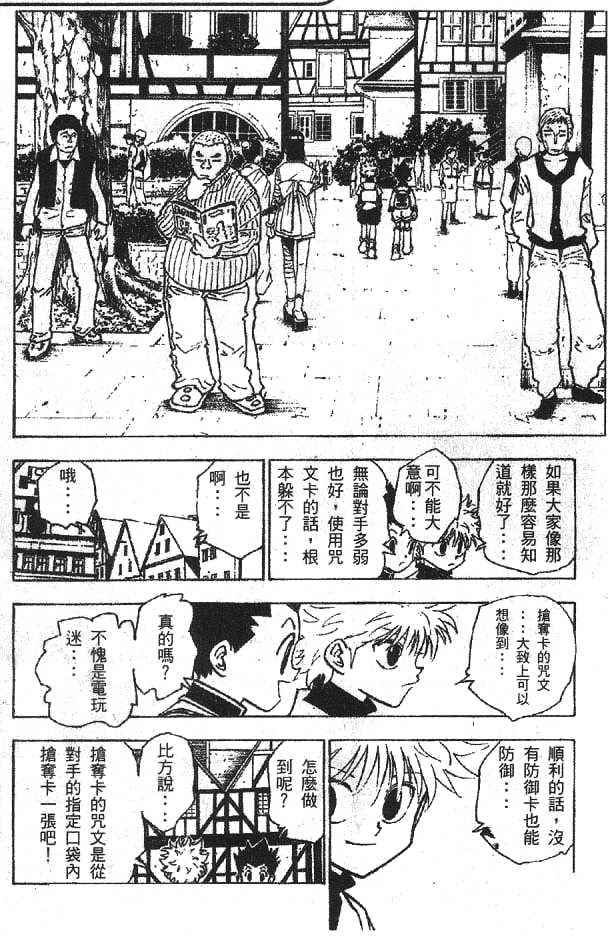 如果大家像那
樣那麼容易知
道就好了...
可不能大
意啊...
無論對手多弱
也好，使用咒
文卡的話，根
本躲不了...
也不是
啊...
哦...
搶奪卡的咒文
...大致上可以
想像到...
真的嗎？
不愧是電玩
迷...
順利的話，沒
有防御卡也能
防御...
怎麼做
到呢？
比方說...
搶奪卡的咒文是從
對手的指定口袋內
搶奪卡一張吧！